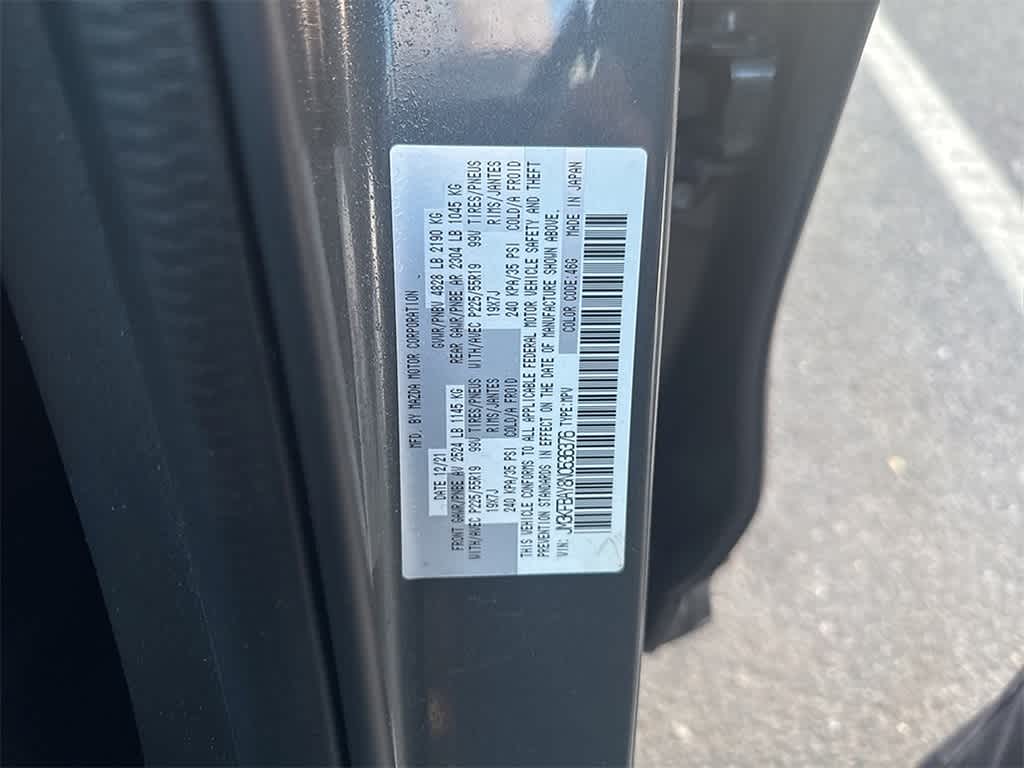 MFD. BY MAZDA MOTOR CORPORATION
DATE 12/21 GVWR/PNBV 4828 LB 2190 KG
FRONT GAWR/PNBE AV 2524 LB 1145 KG REAR GAWR/PNBE AR 2304 LB 1045 KG
WITH/AVEC P225/55R19 99V TIRES/PNEUS WITH/AVEC P225/55R19 99V TIRES/PNEUS
19X7J RIMS/JANTES 19X7J RIMS/JANTES
240 KPA/35 PSI COLD/A FROID 240 KPA/35 PSI COLD/A FROID
THIS VEHICLE CONFORMS TO ALL APPLICABLE FEDERAL MOTOR VEHICLE SAFETY AND THEFT
PREVENTION STANDARDS IN EFFECT ON THE DATE OF MANUFACTURE SHOWN ABOVE.
VIN: JM3KFBAM8N0636376 TYPE:MPV COLOR CODE:46G MADE IN JAPAN